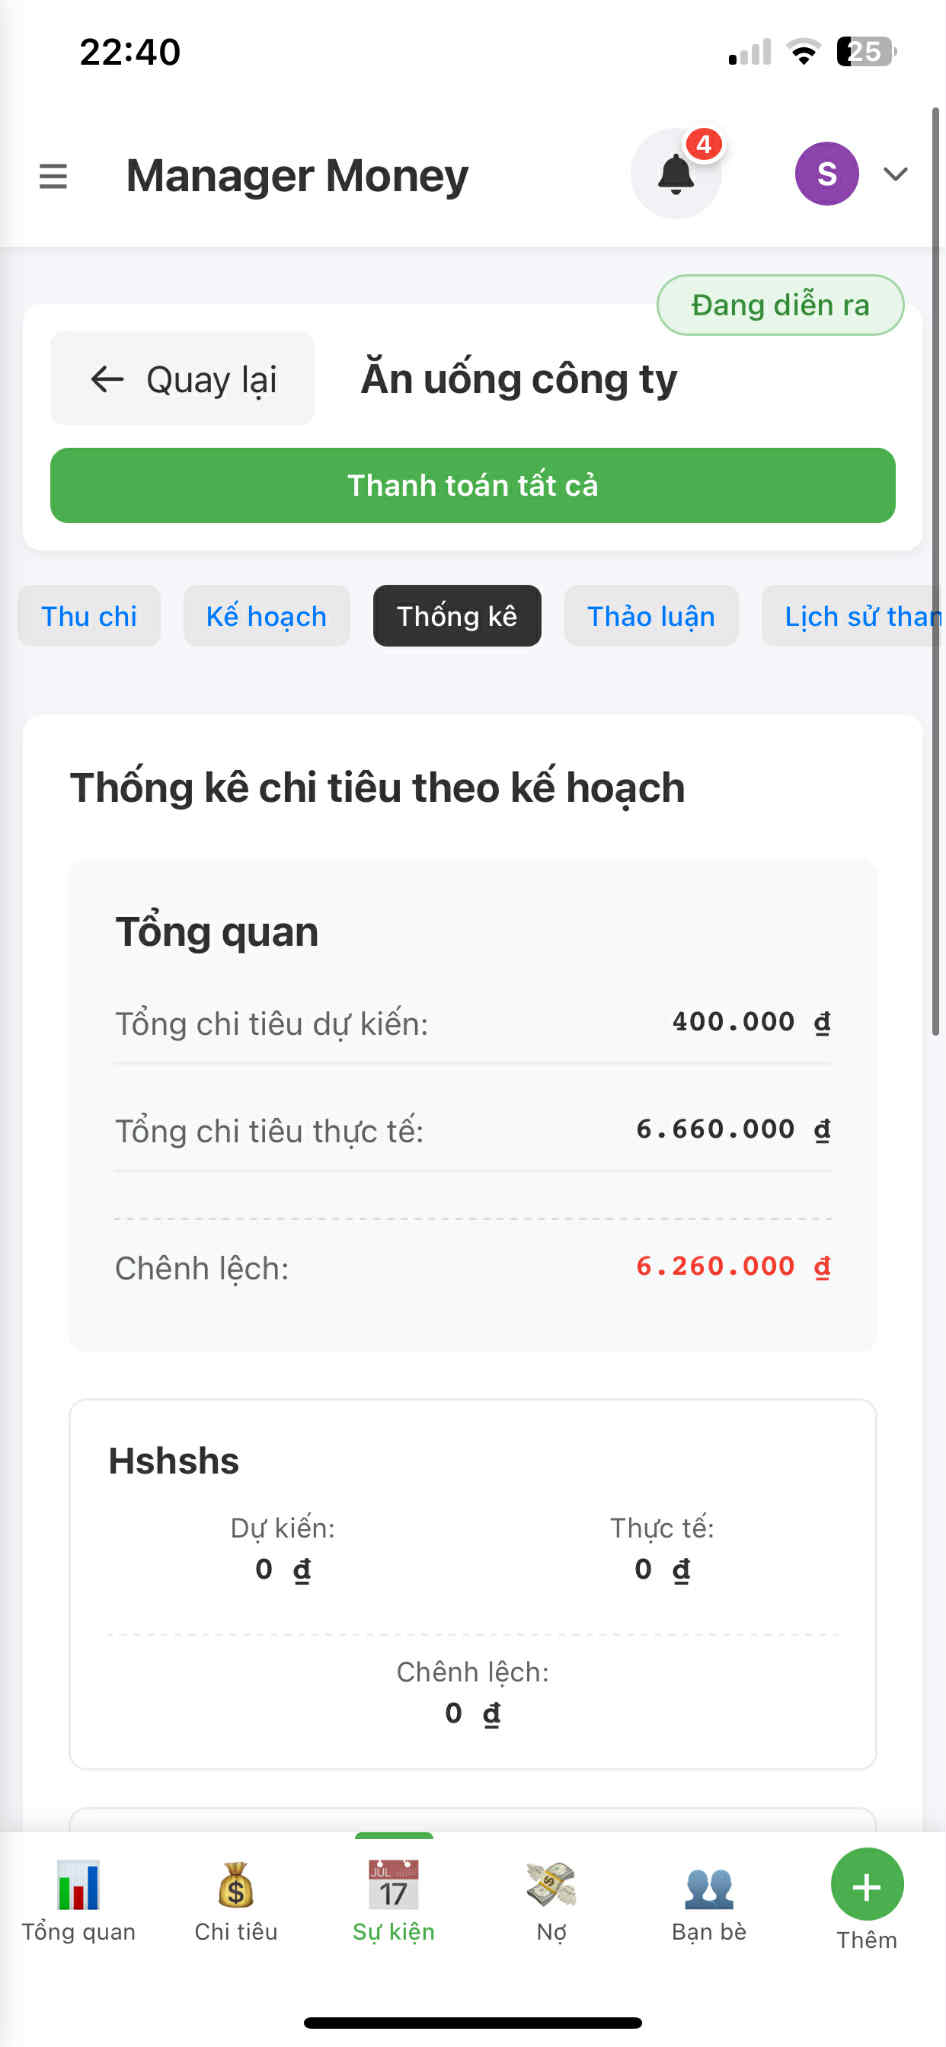 22:40
25
Manager Money
4
S
Đang diễn ra
← Quay lại
Ăn uống công ty
Thanh toán tất cả
Thu chi
Kế hoạch
Thống kê
Thảo luận
Lịch sử than
Thống kê chi tiêu theo kế hoạch
Tổng quan
Tổng chi tiêu dự kiến: 400.000 ₫
Tổng chi tiêu thực tế: 6.660.000 ₫
Chênh lệch: 6.260.000 ₫
Hshshs
Dự kiến: Thực tế:
0 ₫ 0 ₫
Chênh lệch:
0 ₫
JUL
17
Tổng quan
Chi tiêu
Sự kiện
Nợ
Bạn bè
Thêm